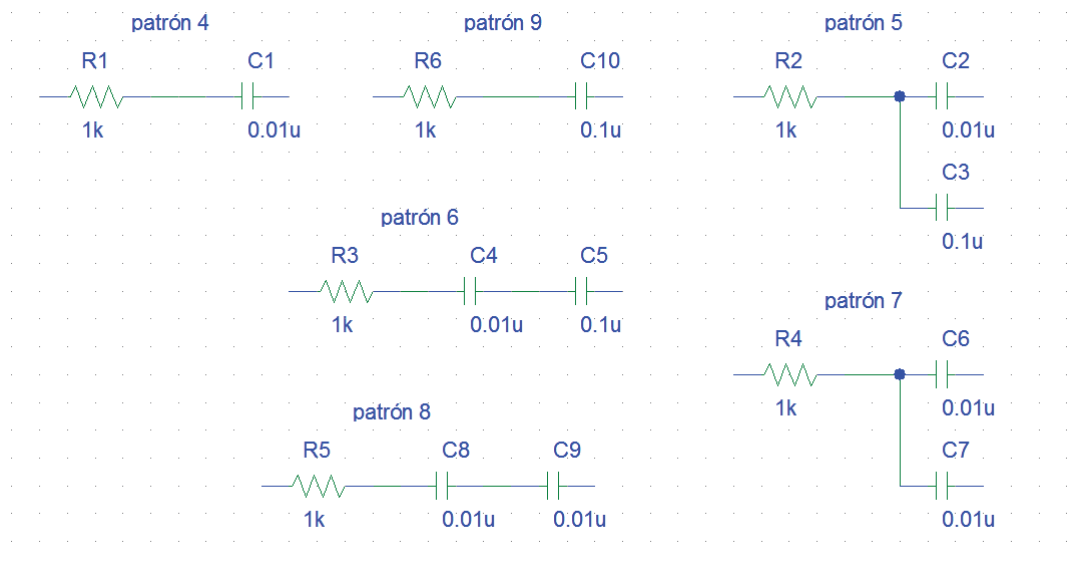 patrón 4
R1 C1
1k 0.01u
patrón 9
R6 C10
1k 0.1u
patrón 5
R2 C2
1k 0.01u
C3
0.1u
patrón 6
R3 C4 C5
1k 0.01u 0.1u
patrón 7
R4 C6
1k 0.01u
C7
0.01u
patrón 8
R5 C8 C9
1k 0.01u 0.01u